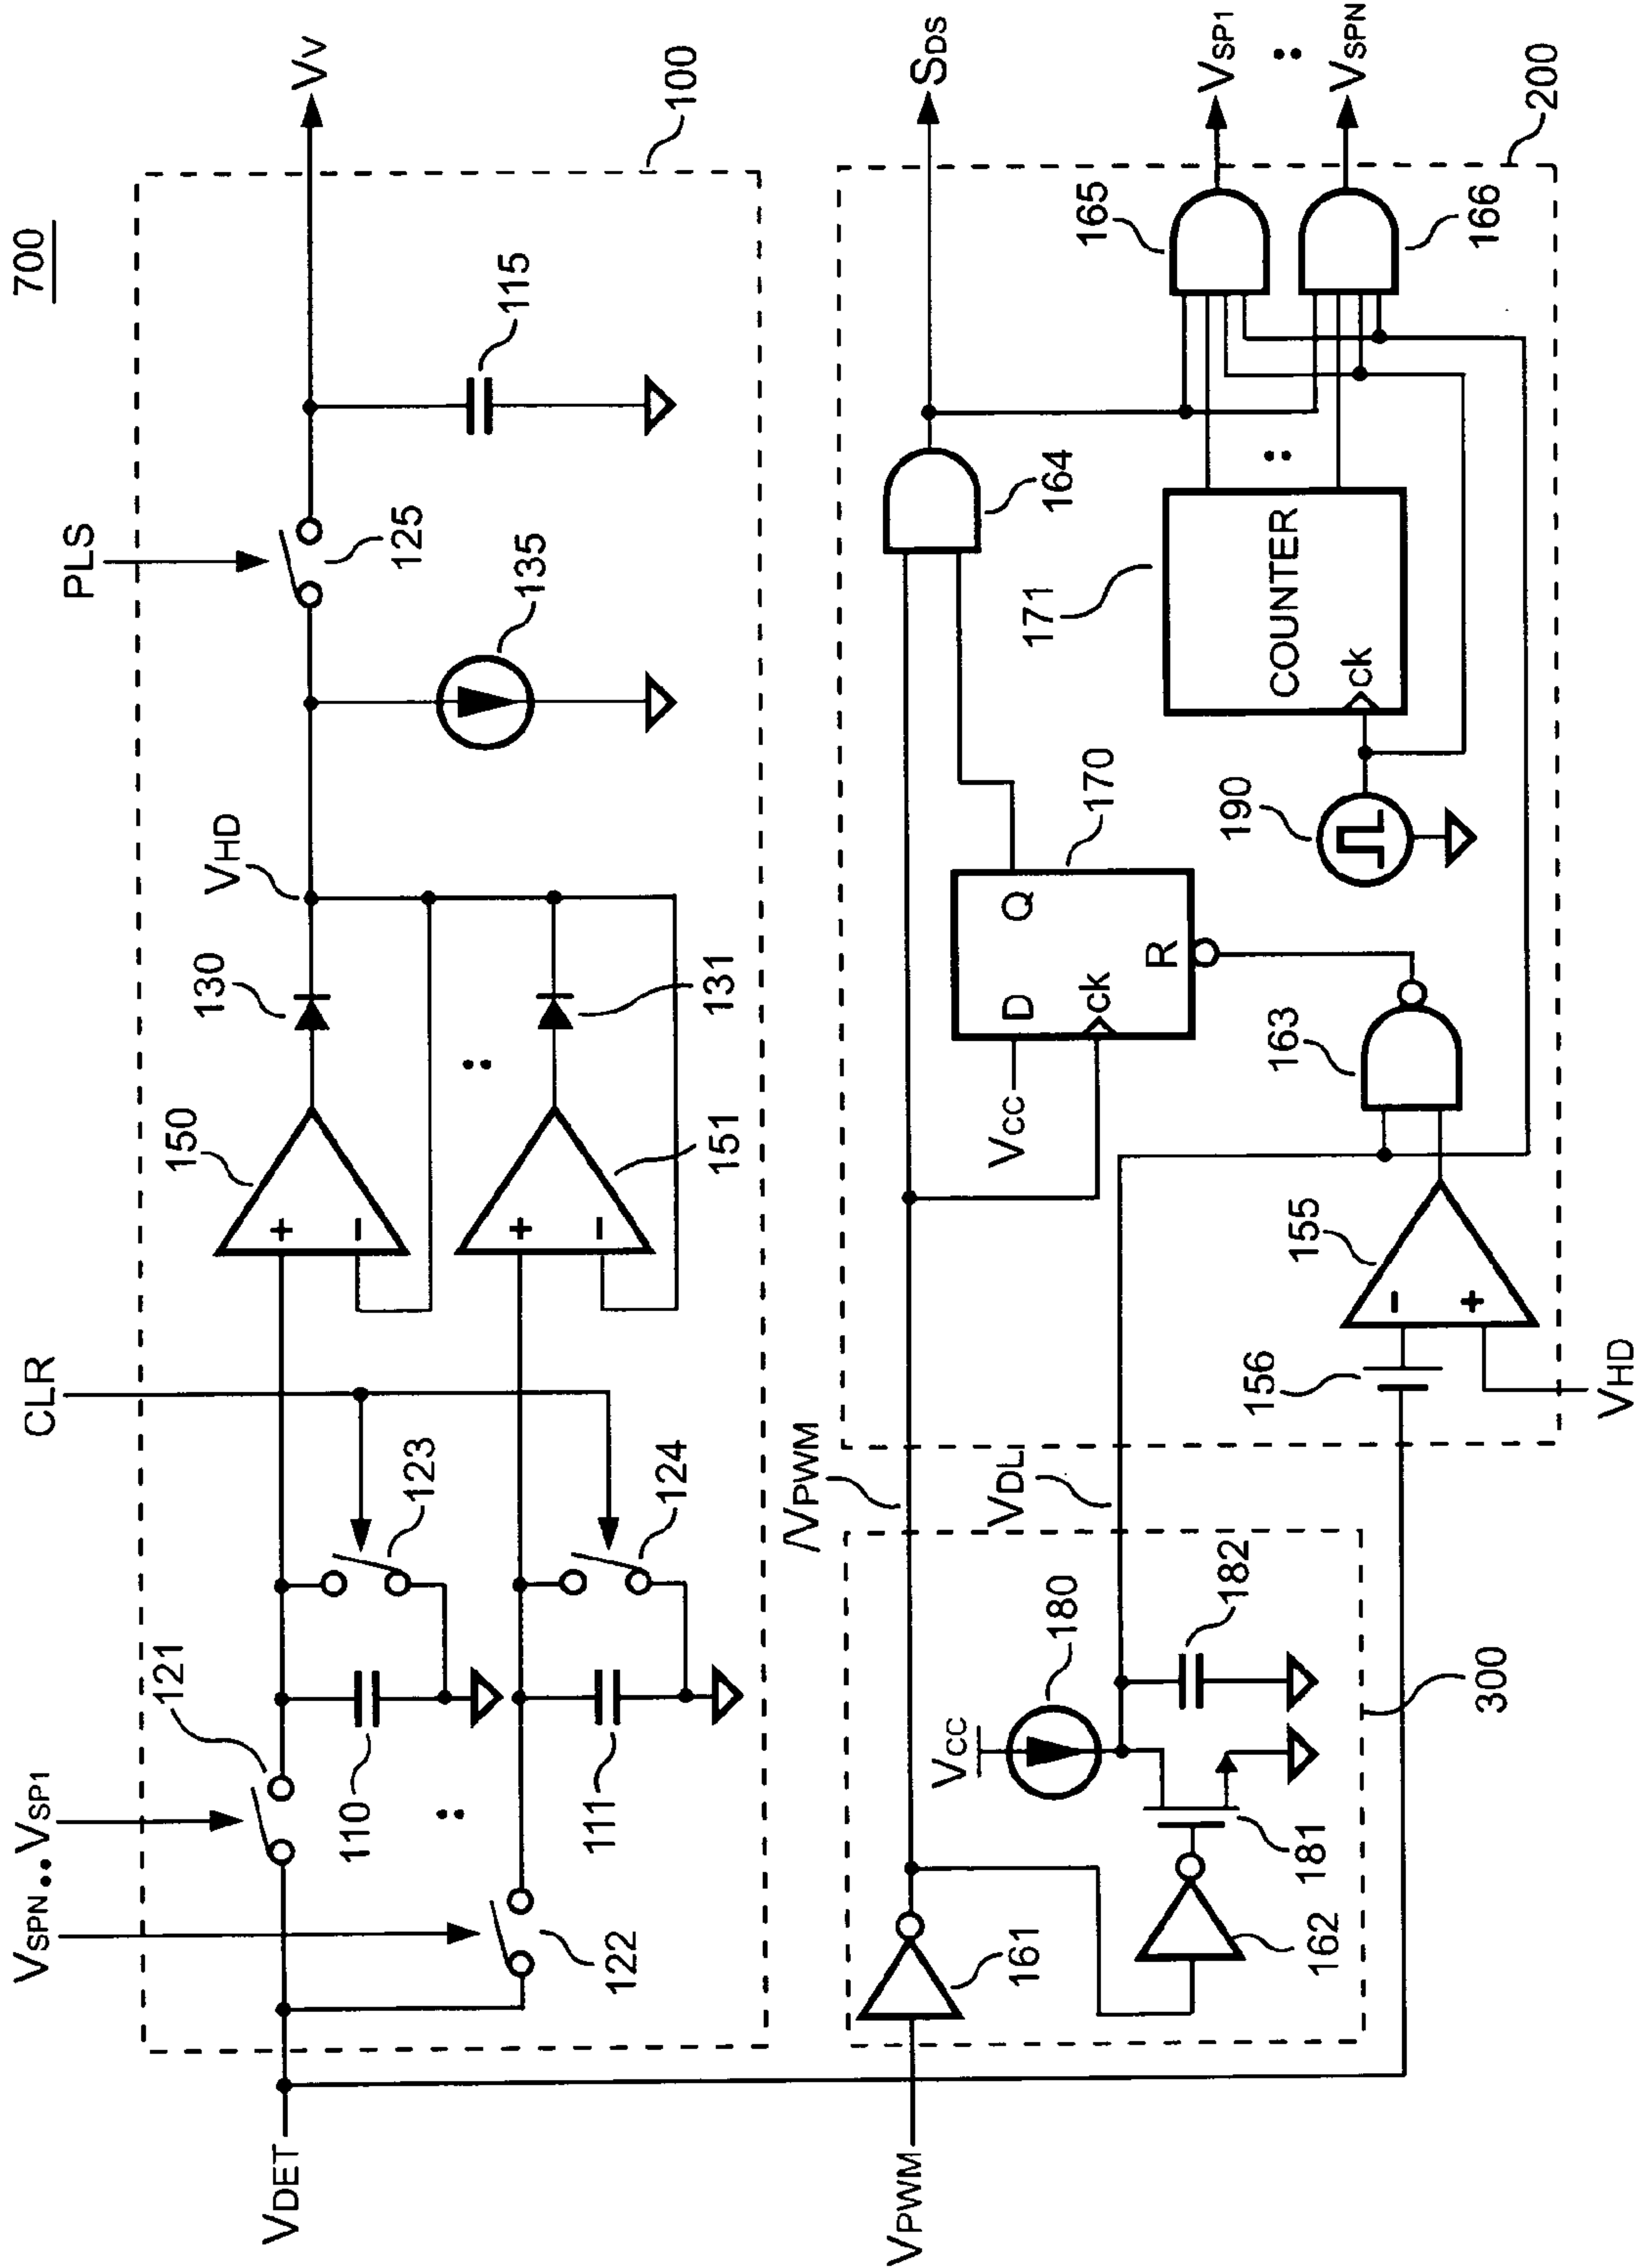 700
VSPN..VSP1
CLR
PLS
121
123
150
130
VHD
125
VV
VDET
110
+
−
135
115
:
:
122
111
124
+
−
151
131
100
VPWM
161
/VPWM
164
SDS
VCC
180
VDL
VCC
D
Q
170
171
COUNTER
ck
165
VSP1
:
:
162
181
182
ck
R
190
166
VSPN
156
155
−
+
163
300
VHD
200